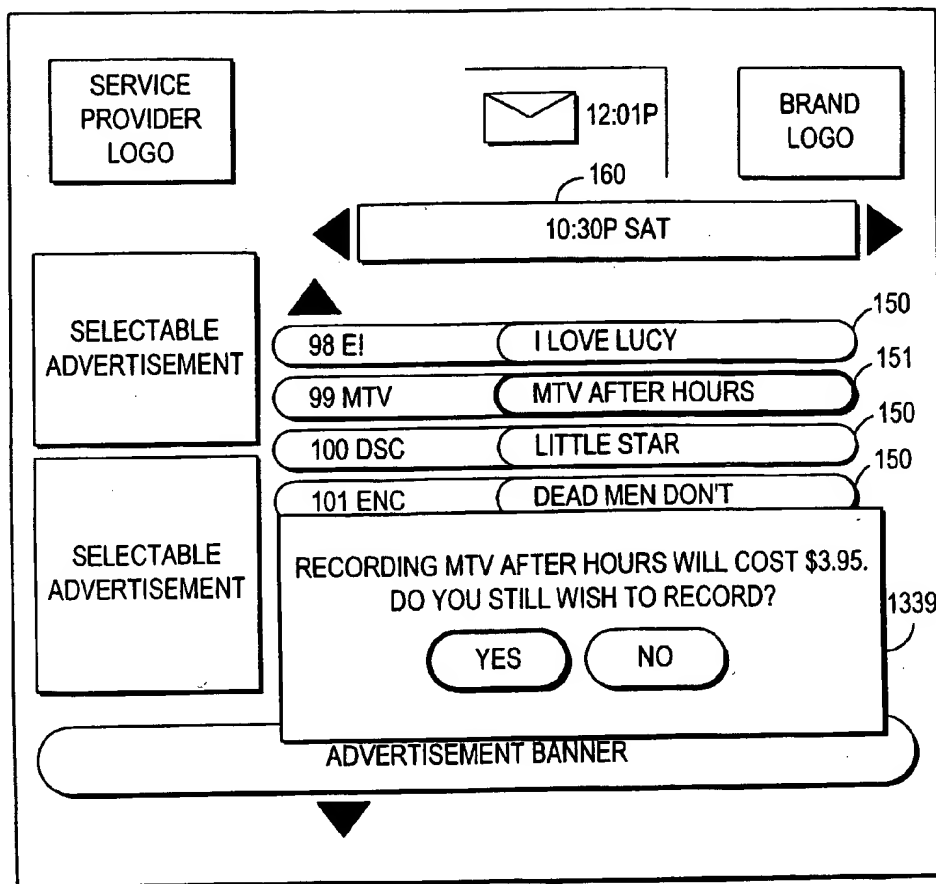 SERVICE
PROVIDER
LOGO
12:01P
BRAND
LOGO
160
10:30P SAT
SELECTABLE
ADVERTISEMENT
98 E!
I LOVE LUCY
150
99 MTV
MTV AFTER HOURS
151
100 DSC
LITTLE STAR
150
101 ENC
DEAD MEN DON'T
150
SELECTABLE
ADVERTISEMENT
RECORDING MTV AFTER HOURS WILL COST $3.95.
DO YOU STILL WISH TO RECORD?
YES
NO
1339
ADVERTISEMENT BANNER